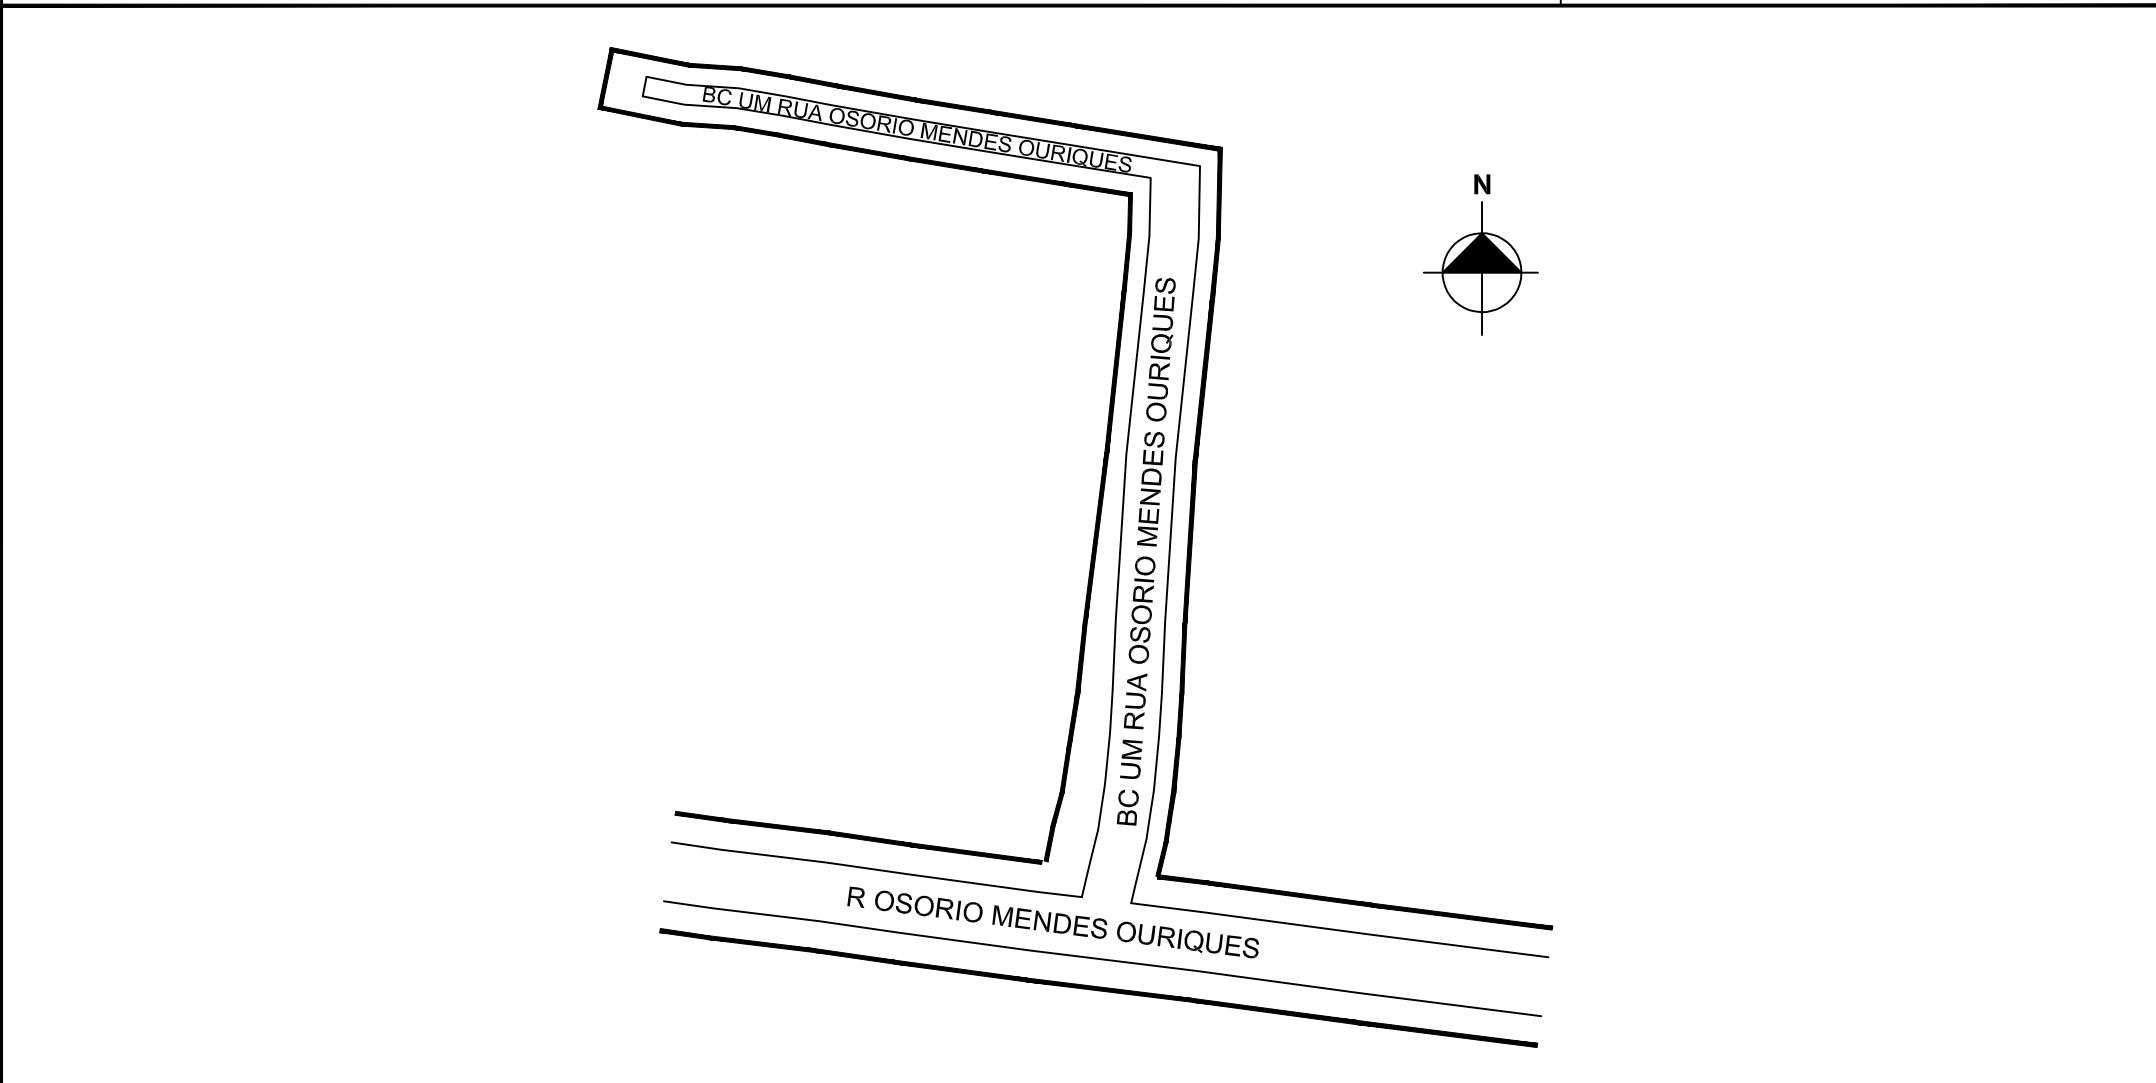 BC UM RUA OSORIO MENDES OURIQUES
N
BC UM RUA OSORIO MENDES OURIQUES
R OSORIO MENDES OURIQUES